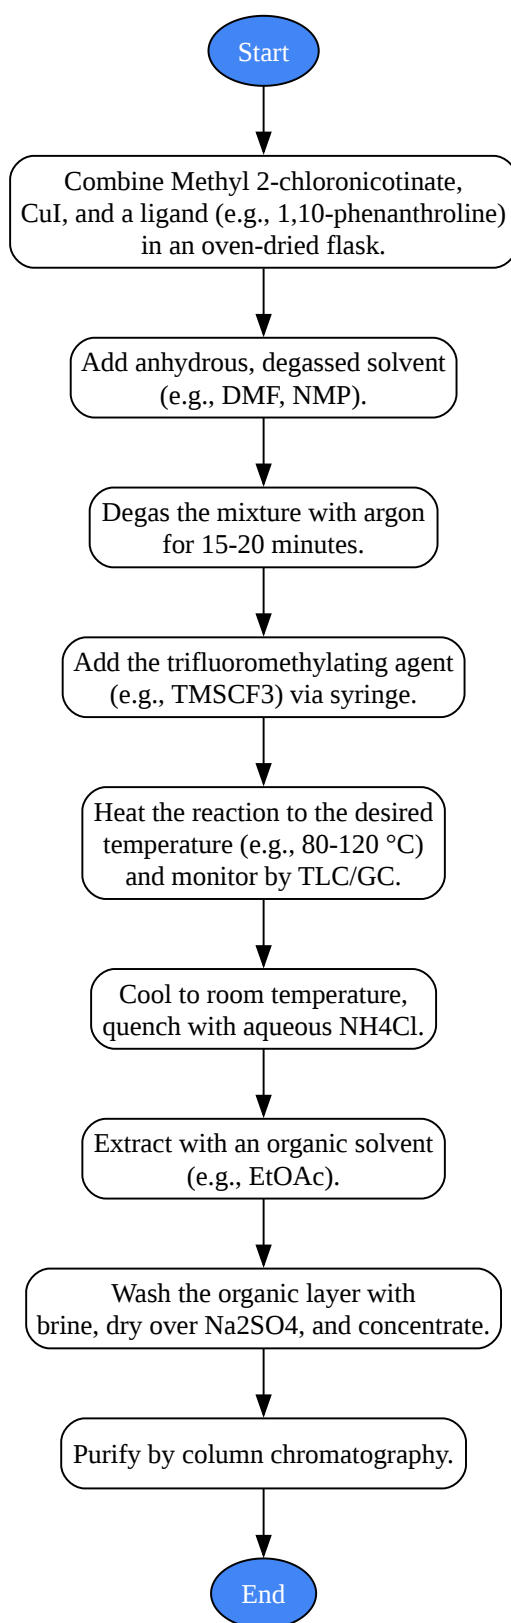 Start
Combine Methyl 2-chloronicotinate,
CuI, and a ligand (e.g., 1,10-phenanthroline)
in an oven-dried flask.
Add anhydrous, degassed solvent
(e.g., DMF, NMP).
Degas the mixture with argon
for 15-20 minutes.
Add the trifluoromethylating agent
(e.g., TMSCF3) via syringe.
Heat the reaction to the desired
temperature (e.g., 80-120 °C)
and monitor by TLC/GC.
Cool to room temperature,
quench with aqueous NH4Cl.
Extract with an organic solvent
(e.g., EtOAc).
Wash the organic layer with
brine, dry over Na2SO4, and concentrate.
Purify by column chromatography.
End